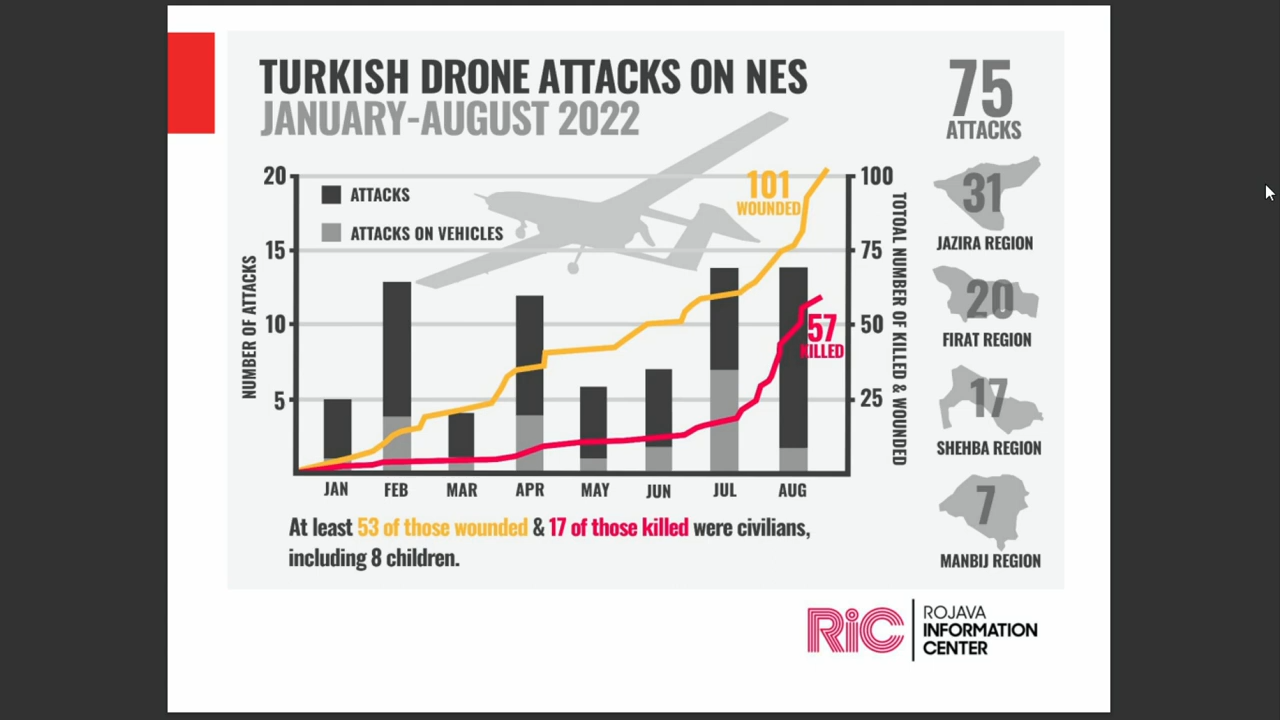 TURKISH DRONE ATTACKS ON NES
JANUARY-AUGUST 2022
75
ATTACKS
20
15
10
5
NUMBER OF ATTACKS
ATTACKS
ATTACKS ON VEHICLES
101
WOUNDED
57
KILLED
100
75
50
25
TOTOAL NUMBER OF KILLED & WOUNDED
JAN FEB MAR APR MAY JUN JUL AUG
31
JAZIRA REGION
20
FIRAT REGION
17
SHEHBA REGION
7
MANBIJ REGION
At least 53 of those wounded & 17 of those killed were civilians,
including 8 children.
RiC
ROJAVA
INFORMATION
CENTER